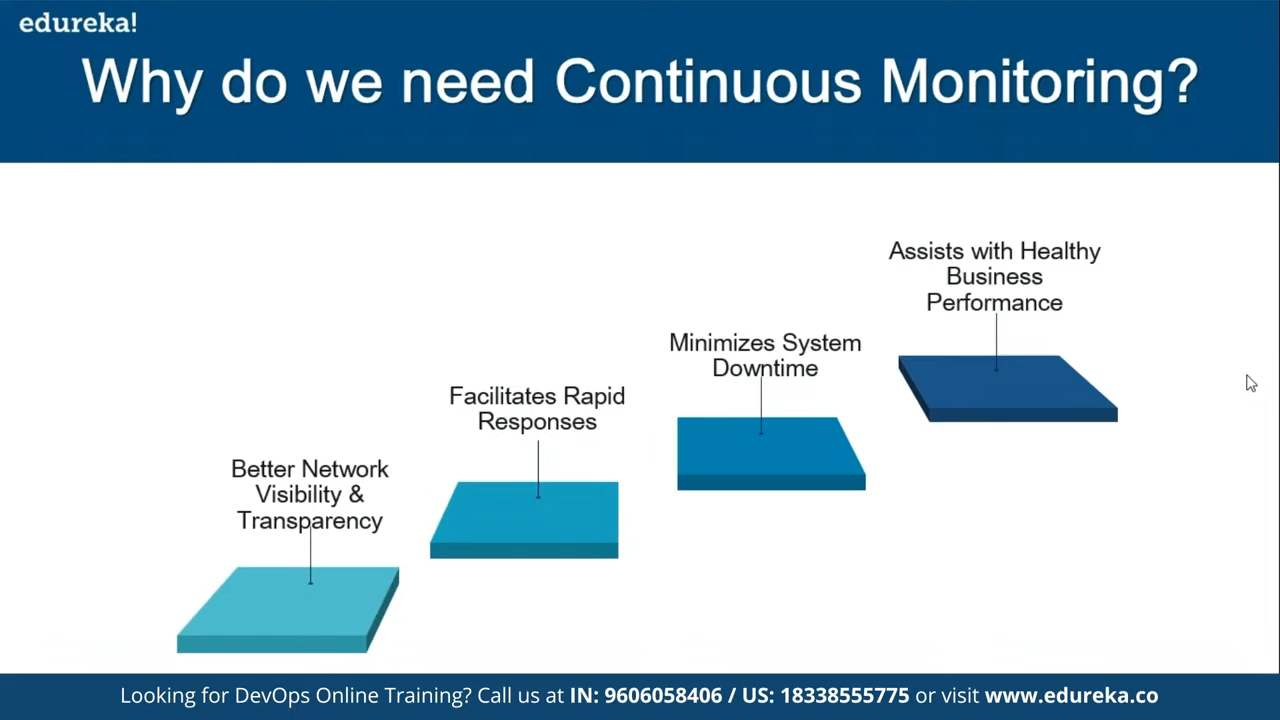 edureka!
Why do we need Continuous Monitoring?
Assists with Healthy
Business
Performance
Minimizes System
Downtime
Facilitates Rapid
Responses
Better Network
Visibility &
Transparency
Looking for DevOps Online Training? Call us at IN: 9606058406 / US: 18338555775 or visit www.edureka.co